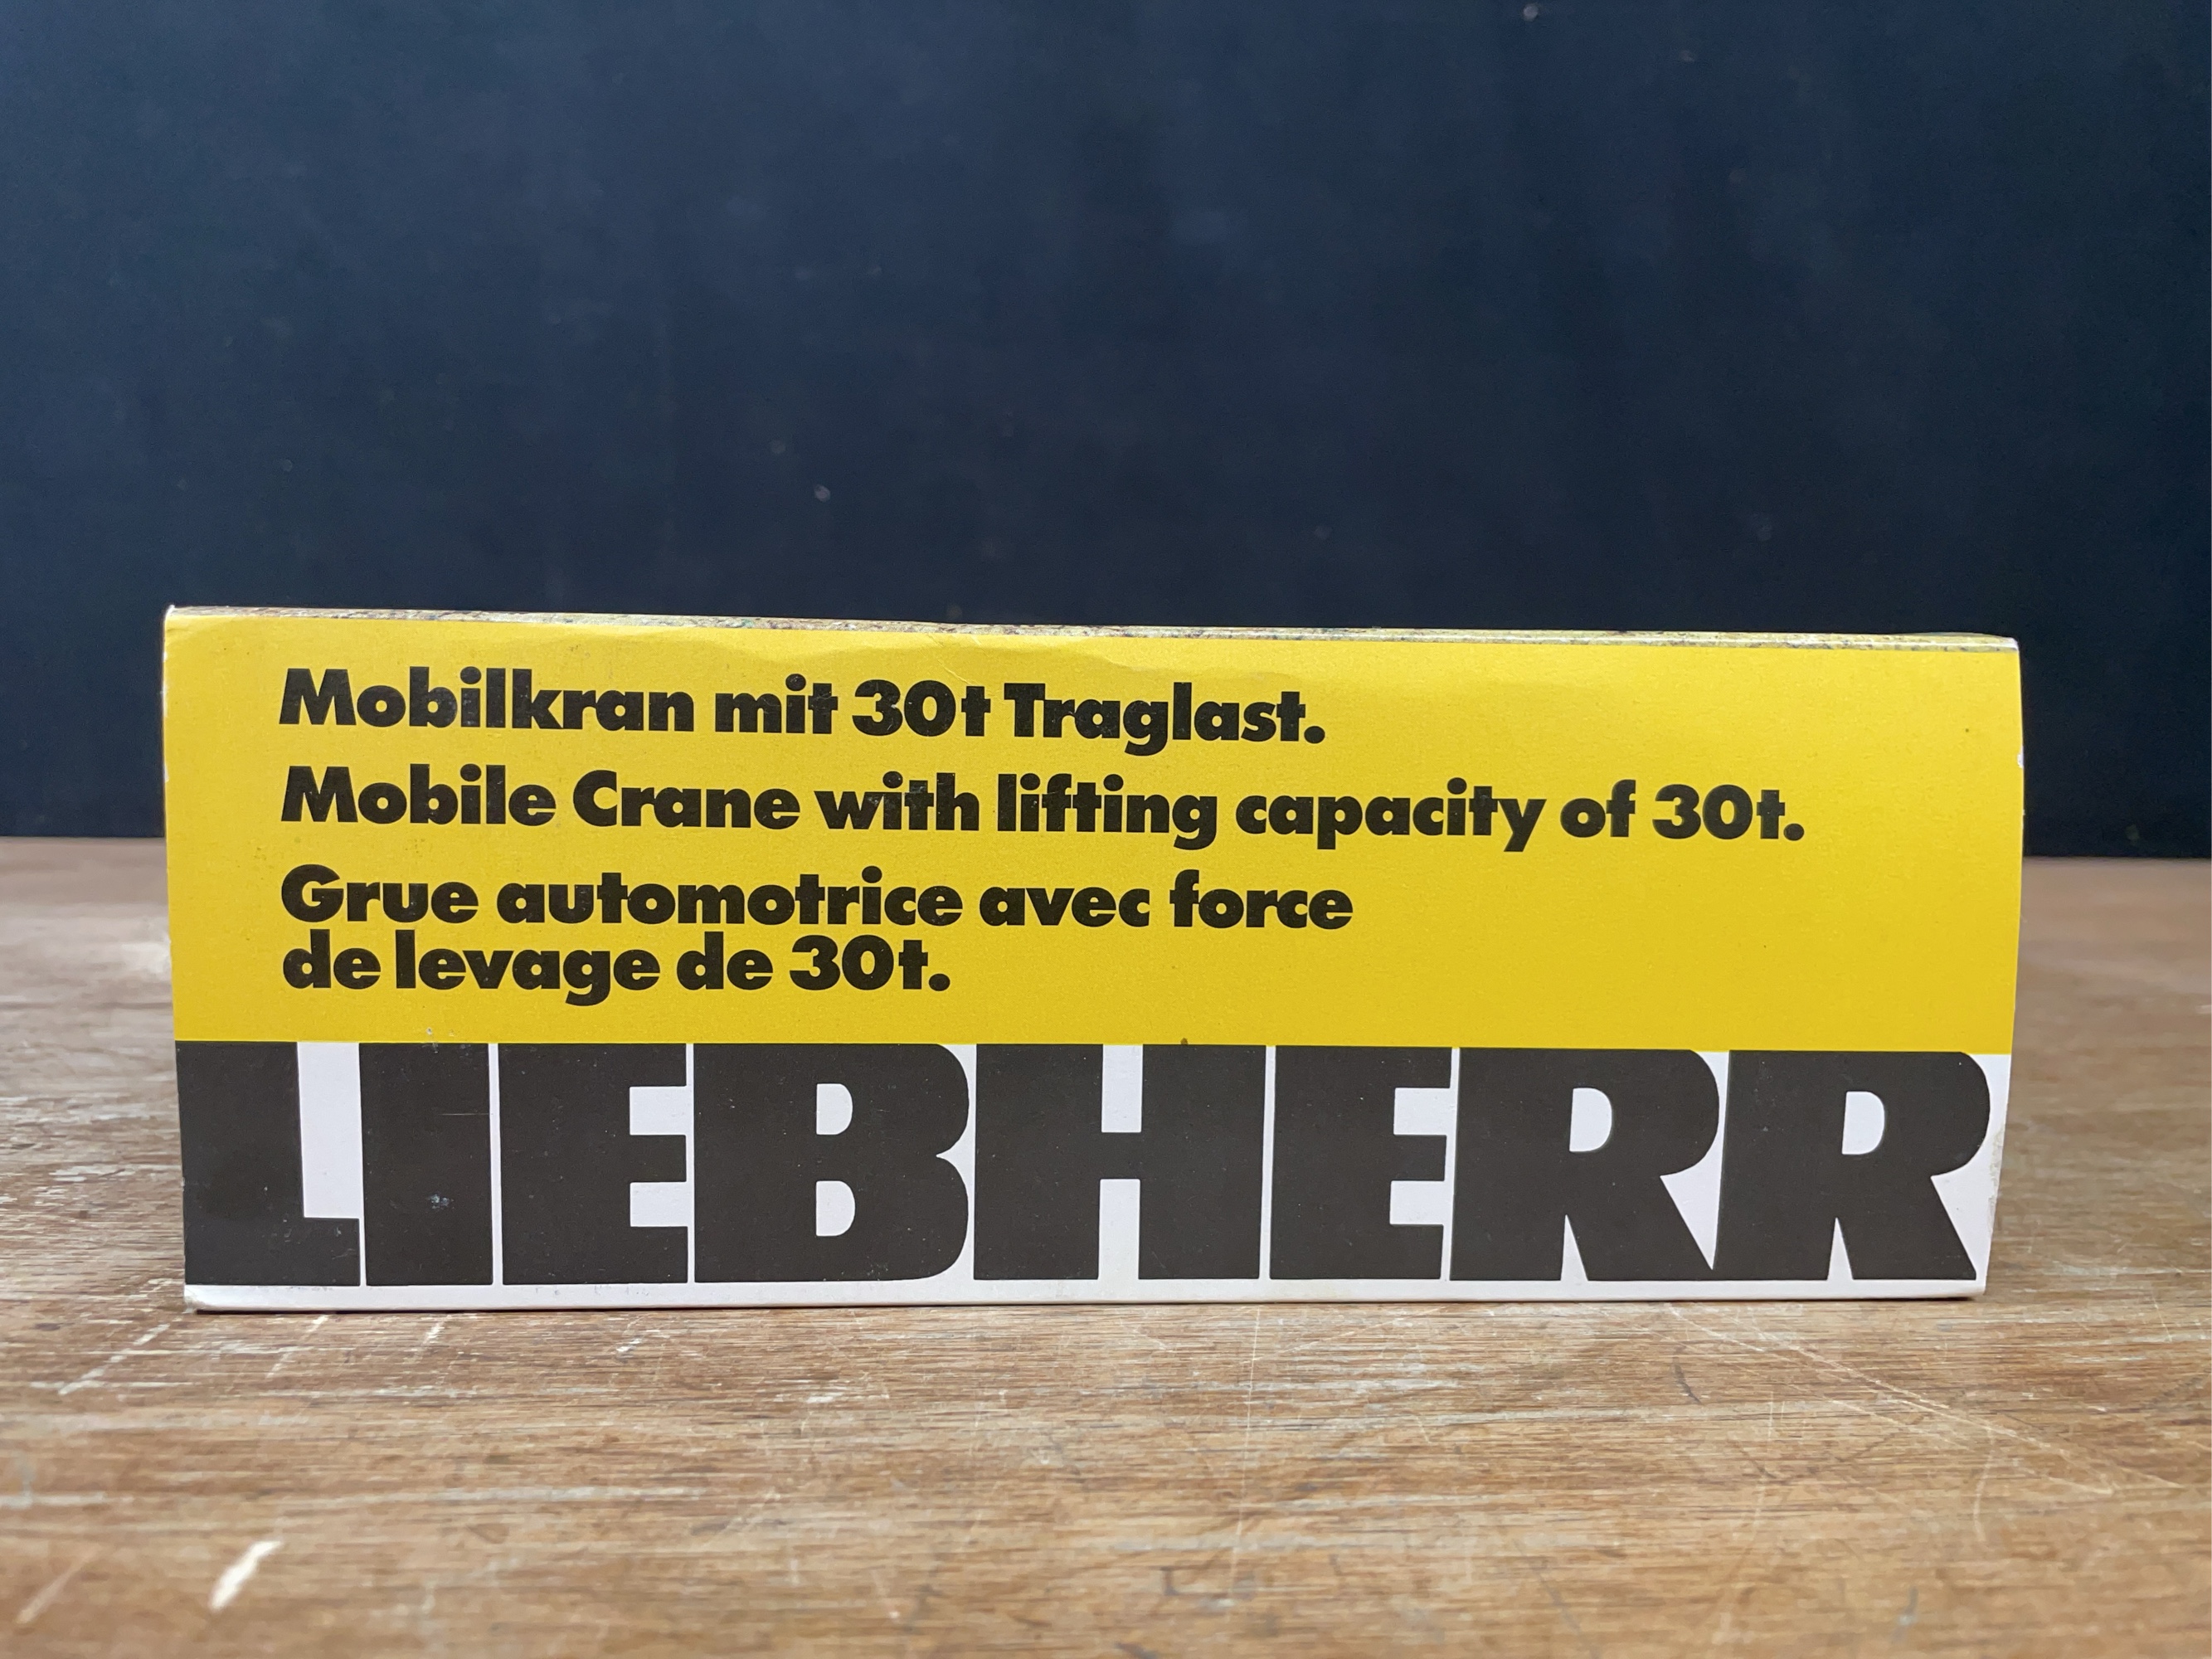 Mobilkran mit 30t Traglast.
Mobile Crane with lifting capacity of 30t.
Grue automotrice avec force
de levage de 30t.
LIEBHERR